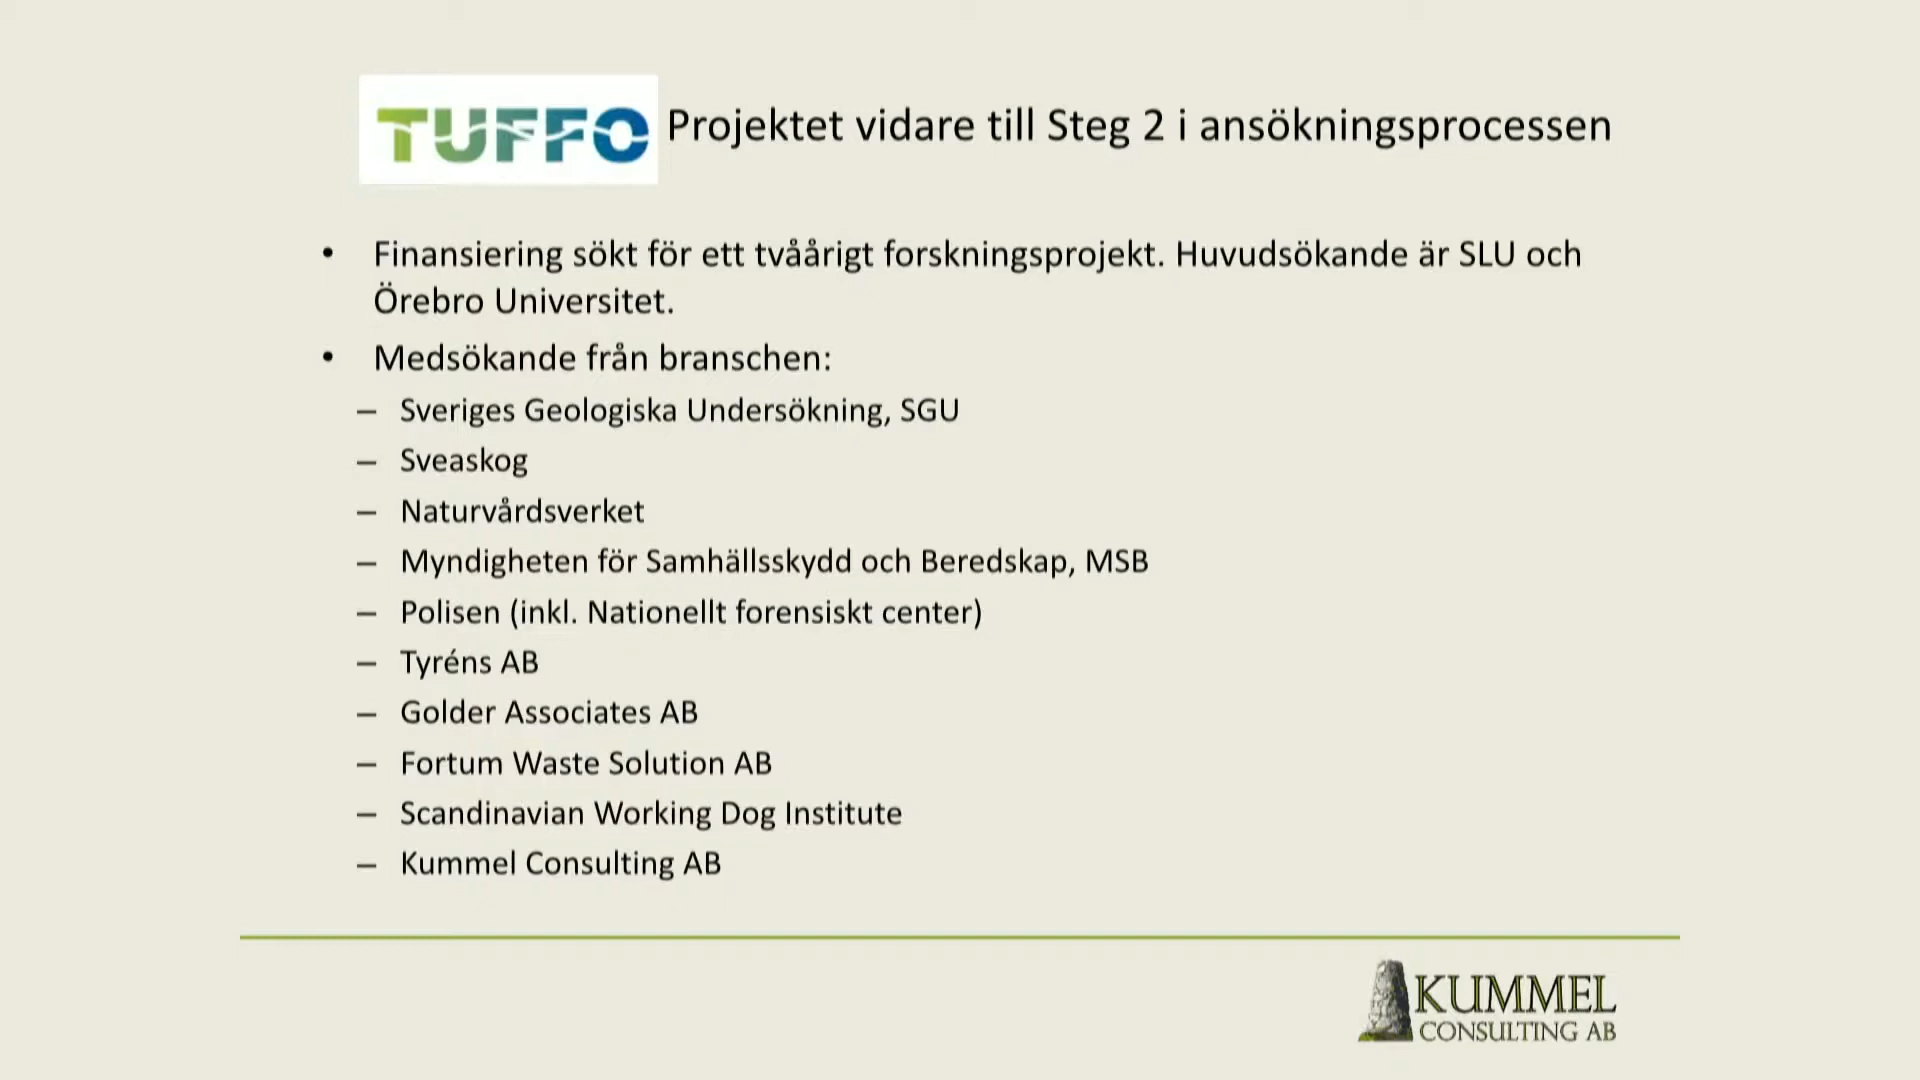 TUFFO Projektet vidare till Steg 2 i ansökningsprocessen
• Finansiering sökt för ett tvåårigt forskningsprojekt. Huvudsökande är SLU och
Örebro Universitet.
• Medsökande från branschen:
– Sveriges Geologiska Undersökning, SGU
– Sveaskog
– Naturvårdsverket
– Myndigheten för Samhällsskydd och Beredskap, MSB
– Polisen (inkl. Nationellt forensiskt center)
– Tyréns AB
– Golder Associates AB
– Fortum Waste Solution AB
– Scandinavian Working Dog Institute
– Kummel Consulting AB
KUMMEL
CONSULTING AB